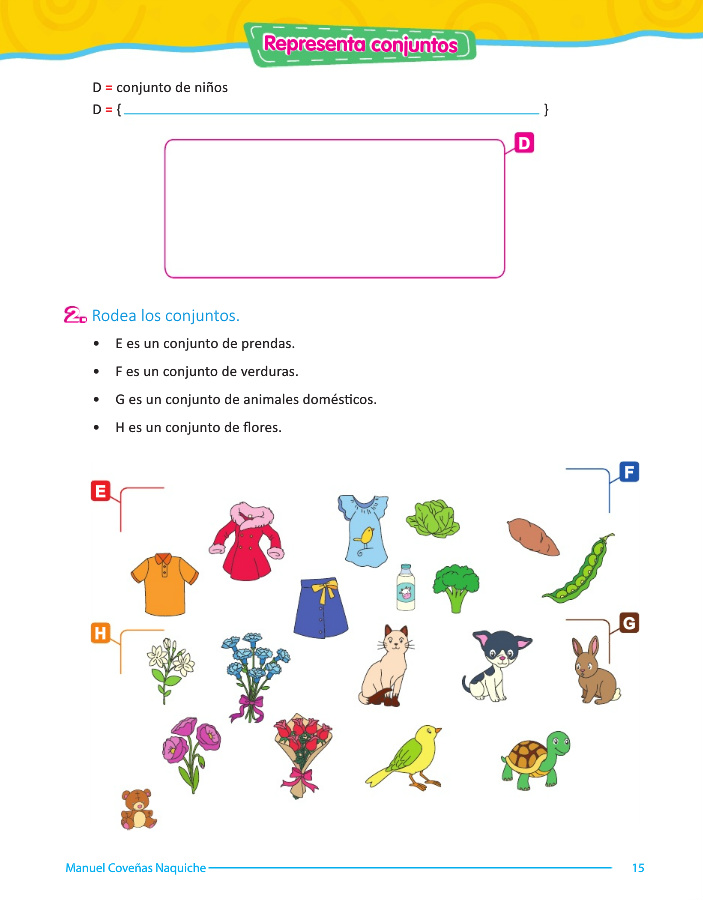 Representa conjuntos
D = conjunto de niños
D = { }
D
2. Rodea los conjuntos.
• E es un conjunto de prendas.
• F es un conjunto de verduras.
• G es un conjunto de animales domésticos.
• H es un conjunto de flores.
E
F
H
G
Manuel Coveñas Naquiche 15